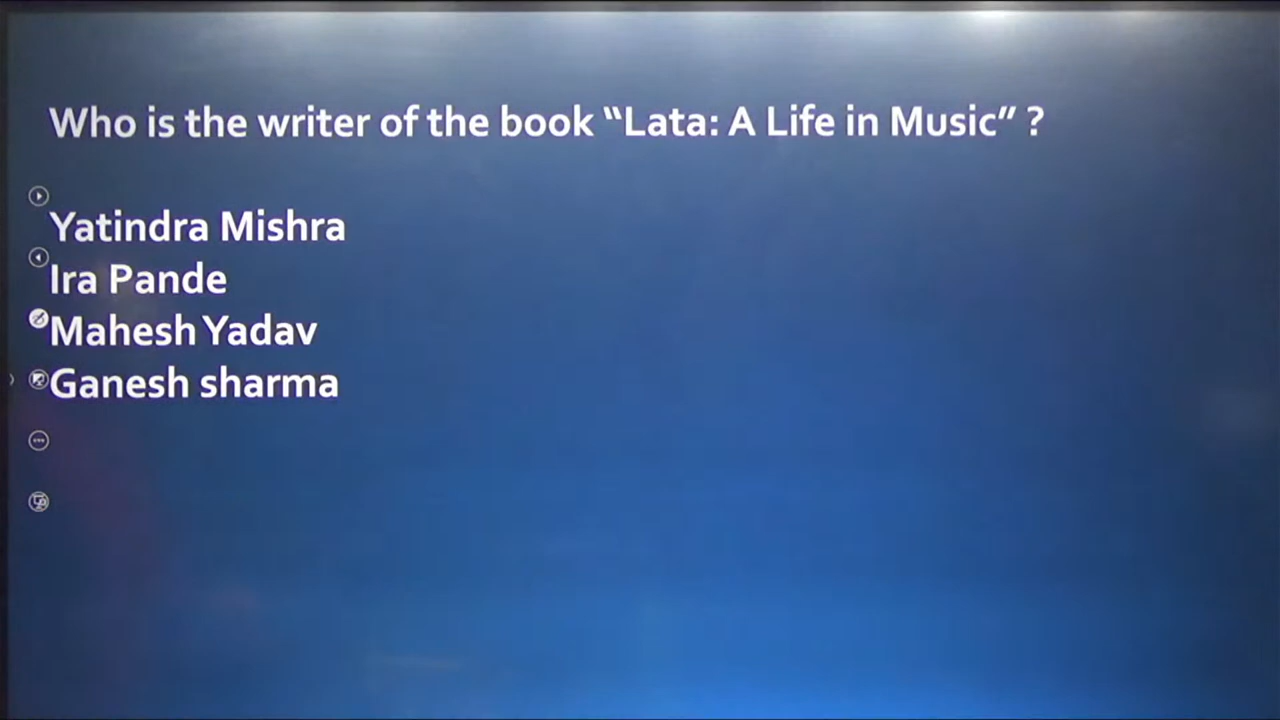 Who is the writer of the book “Lata: A Life in Music” ?
Yatindra Mishra
Ira Pande
Mahesh Yadav
Ganesh sharma